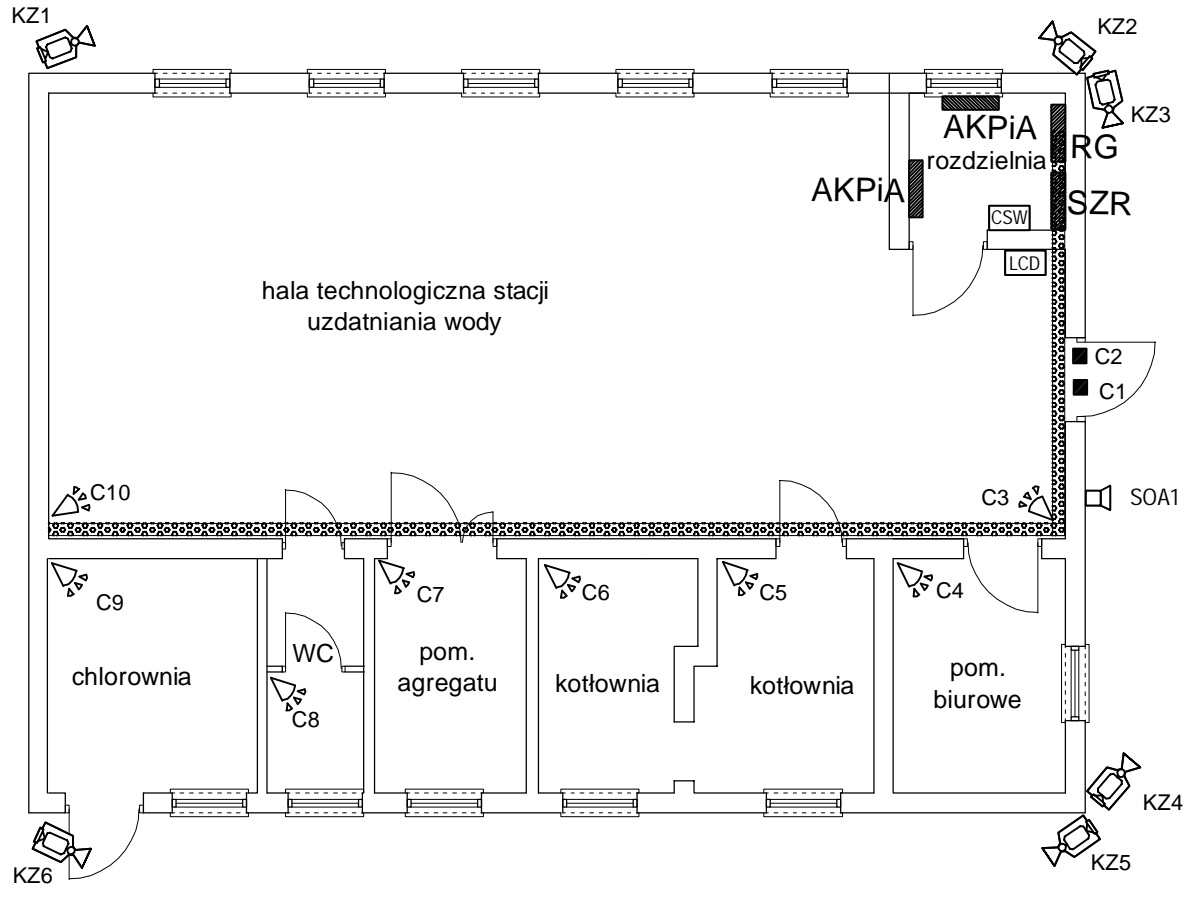 KZ1
KZ2
KZ3
AKPiA
rozdzielnia
RG
AKPiA
SZR
CSW
LCD
hala technologiczna stacji
uzdatniania wody
C2
C1
C10
C3
SOA1
C9
C7
C6
C5
C4
WC
chlorownia
pom.
agregatu
kotłownia
kotłownia
pom.
biurowe
C8
KZ4
KZ5
KZ6